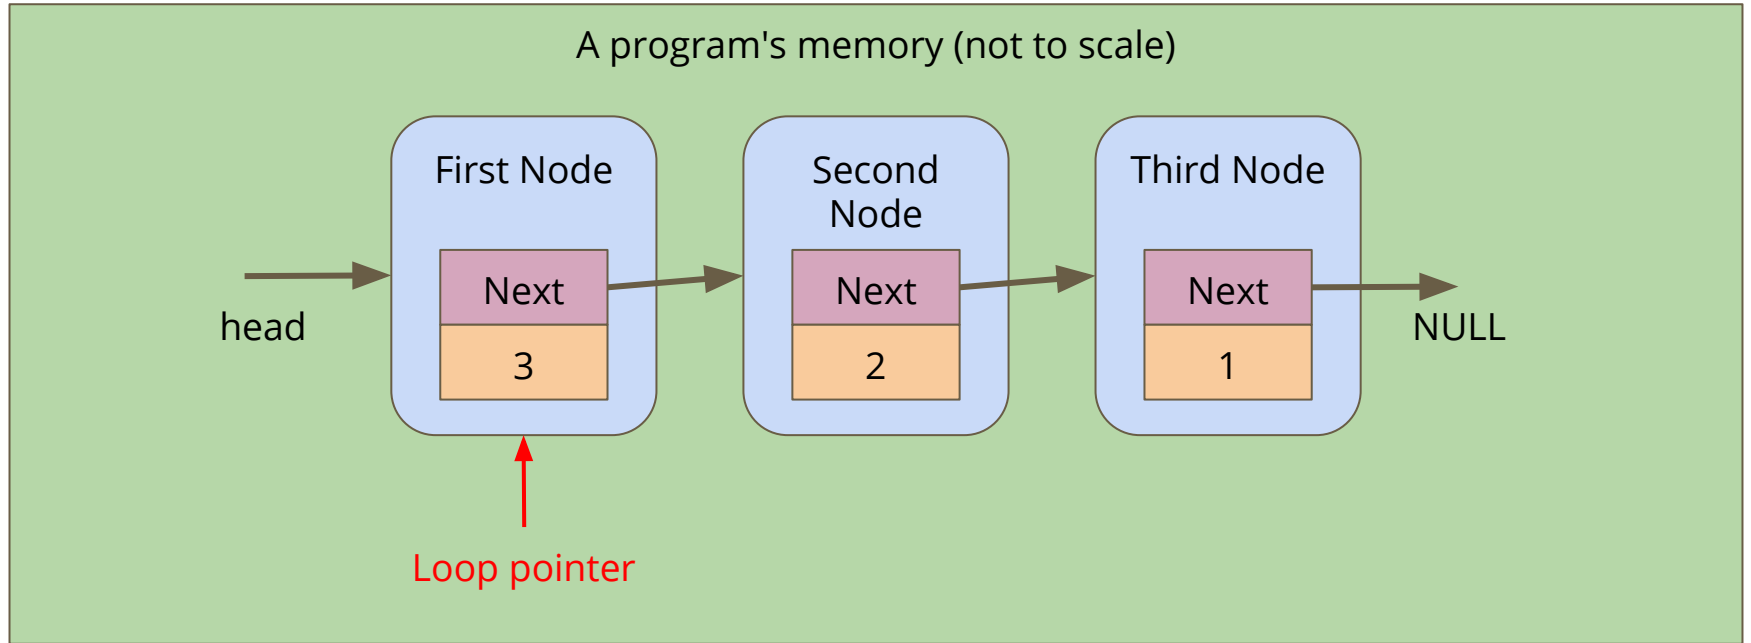 A program's memory (not to scale)
First Node
Second
Node
Third Node
Next
Next
Next
head
NULL
3
2
1
Loop pointer